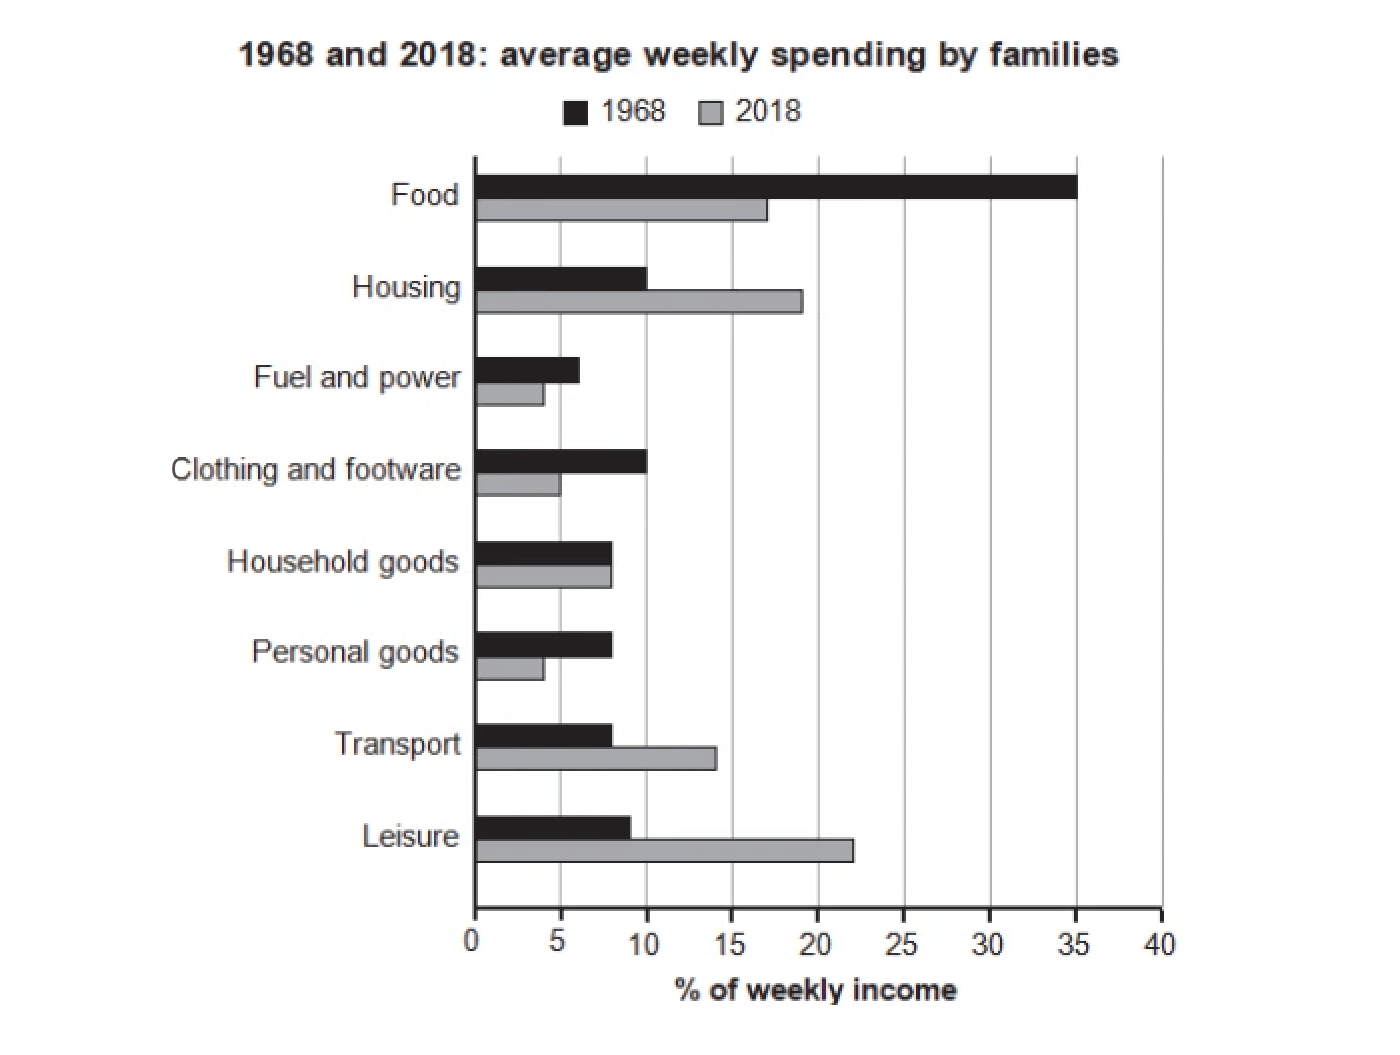 1968 and 2018: average weekly spending by families
1968 2018
Food
Housing
Fuel and power
Clothing and footware
Household goods
Personal goods
Transport
Leisure
0 5 10 15 20 25 30 35 40
% of weekly income